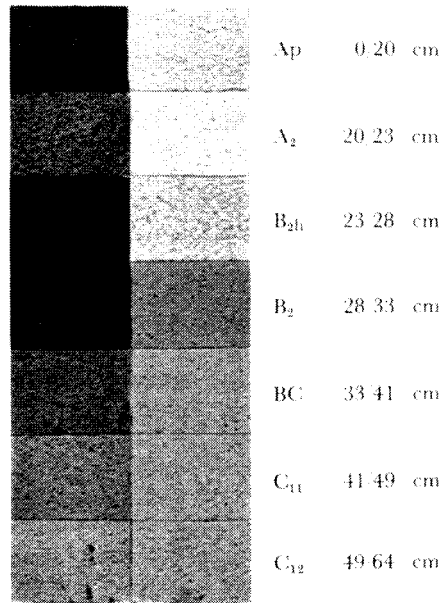 Ap 0-20 cm
A₂ 20-23 cm
B₂h 23-28 cm
B₂ 28-33 cm
BC 33-41 cm
C₁₁ 41-49 cm
C₁₂ 49-64 cm